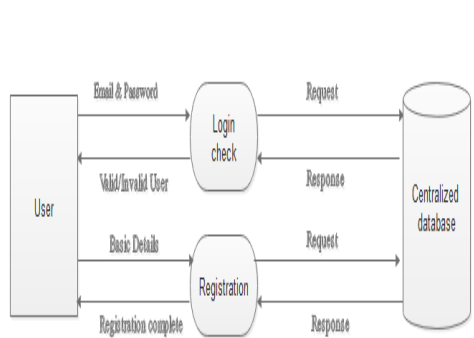 Email & Password
Request
Login
check
Valid/Invalid User
Response
User
Centralized
database
Basic Details
Request
Registration
Registration complete
Response